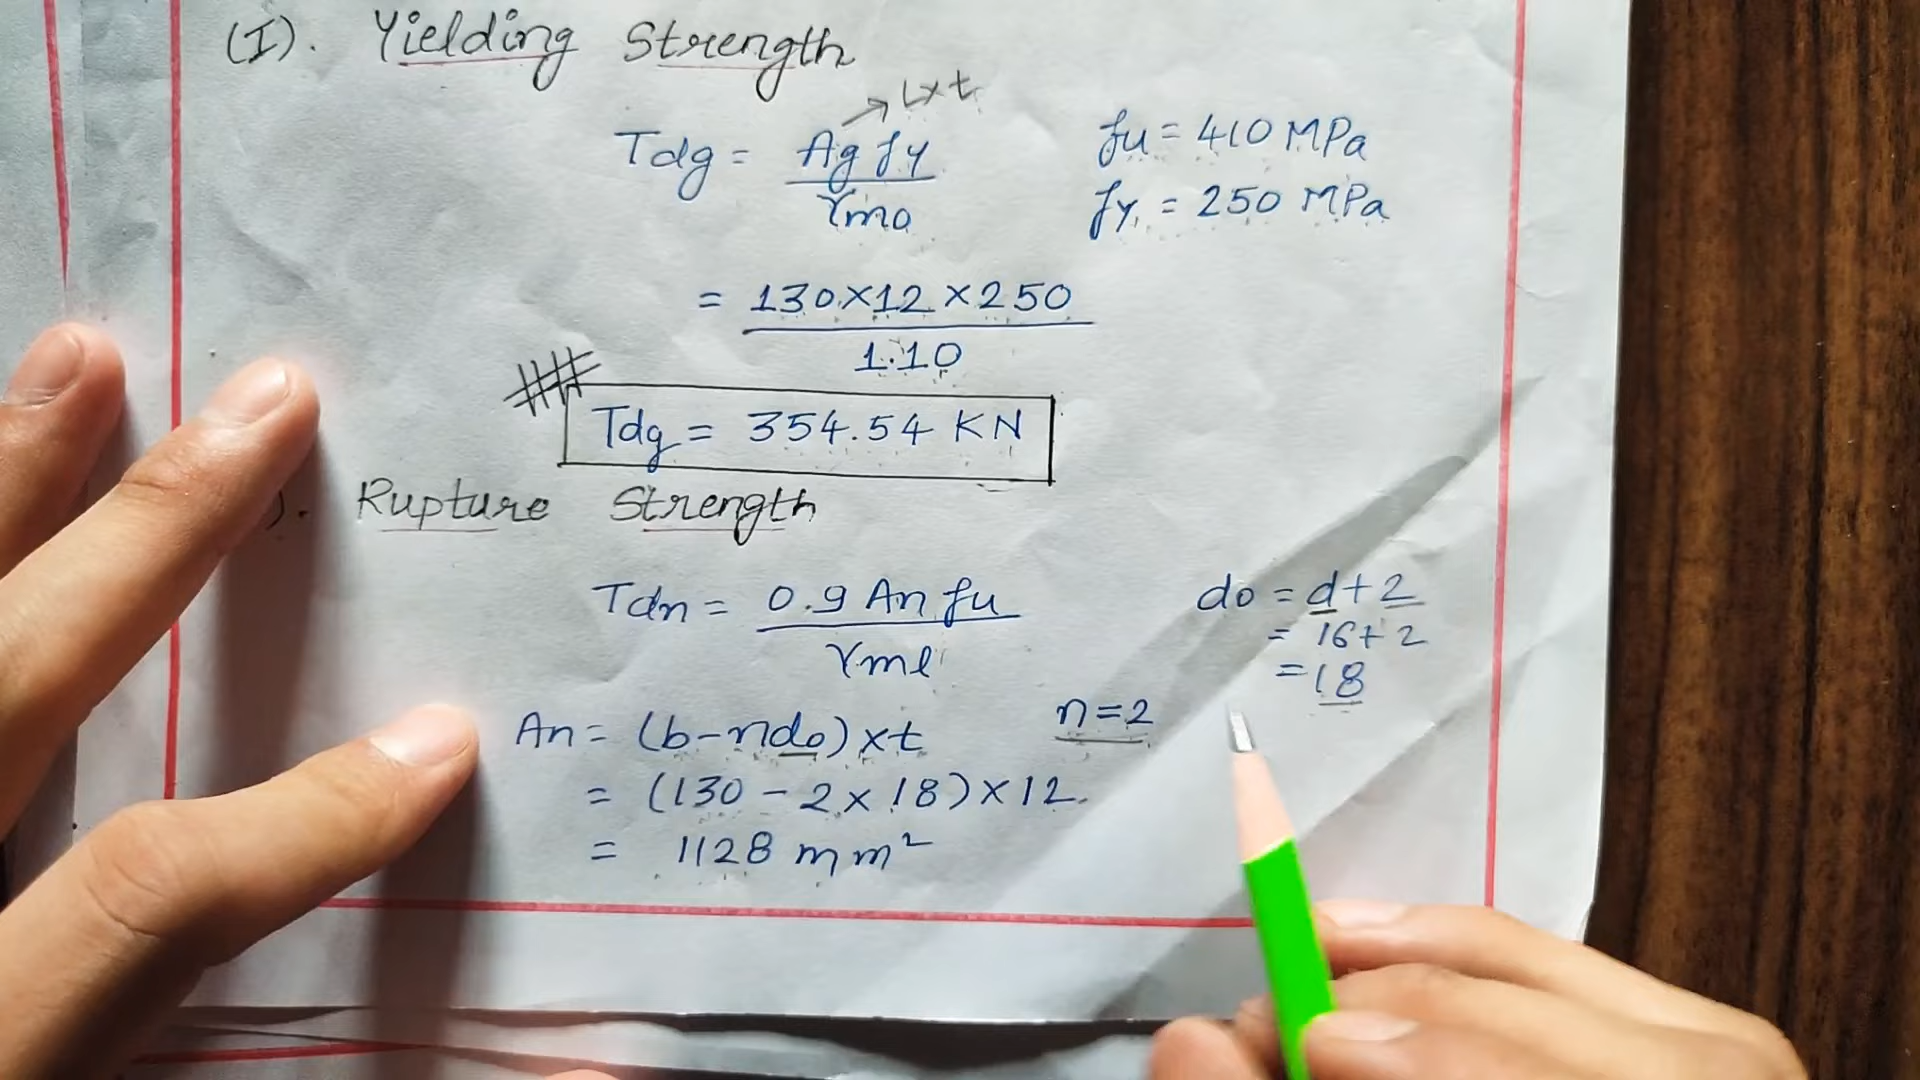 (I). Yielding Strength
→ L×t
Tdg = Ag fy / γmo
fu = 410 MPa
fy = 250 MPa
= 130×12×250 / 1.10
Tdg = 354.54 KN
). Rupture Strength
Tdn = 0.9 An fu / γml
do = d+2
= 16+2
= 18
An = (b-ndo)×t
n=2
= (130 - 2×18)×12
= 1128 mm²